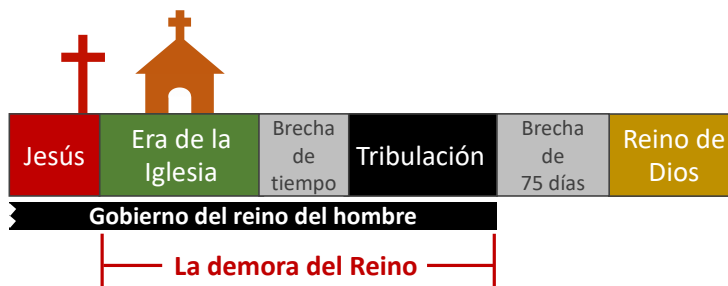 Jesús
Era de la
Iglesia
Brecha
de
tiempo
Tribulación
Brecha
de
75 días
Reino de
Dios
Gobierno del reino del hombre
La demora del Reino